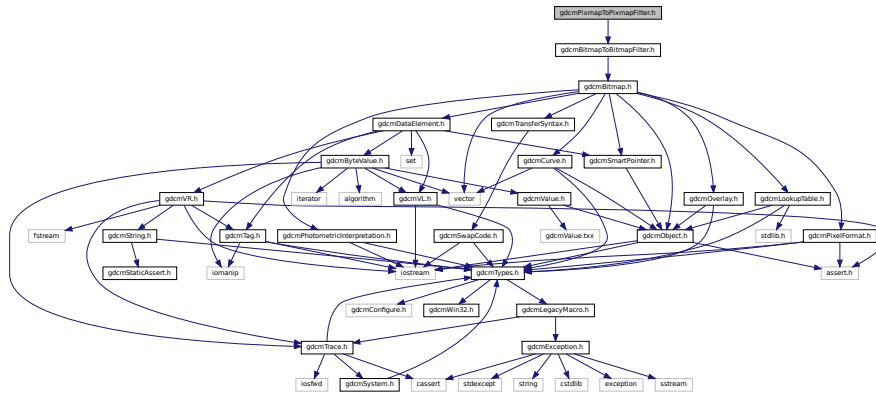 gdcmPixmapToPixmapFilter.h
gdcmBitmapToBitmapFilter.h
gdcmBitmap.h
gdcmDataElement.h
gdcmTransferSyntax.h
gdcmByteValue.h
set
gdcmCurve.h
gdcmSmartPointer.h
gdcmVR.h
iterator
algorithm
gdcmVL.h
vector
gdcmValue.h
gdcmOverlay.h
gdcmLookupTable.h
fstream
gdcmString.h
gdcmTag.h
gdcmPhotometricInterpretation.h
gdcmSwapCode.h
gdcmValue.txx
gdcmObject.h
stdlib.h
gdcmPixelFormat.h
gdcmStaticAssert.h
iomanip
iostream
gdcmTypes.h
assert.h
gdcmConfigure.h
gdcmWin32.h
gdcmLegacyMacro.h
gdcmTrace.h
gdcmException.h
iosfwd
gdcmSystem.h
cassert
stdexcept
string
cstdlib
exception
sstream